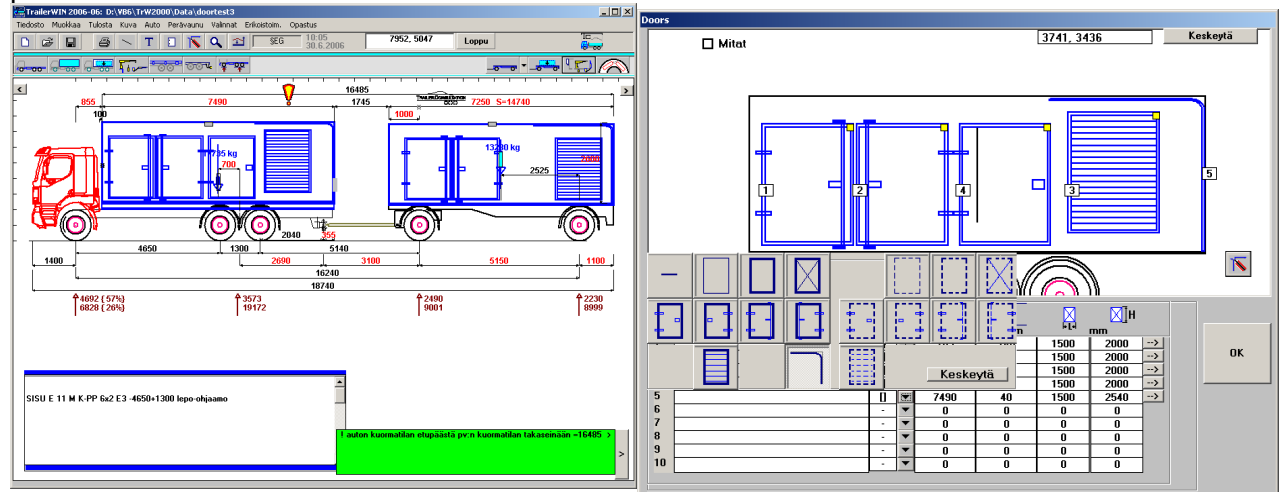 TrailerWIN 2006-06: D:\VB6\TrW2000\Data\doortest3
Tiedosto Muokkaa Tulosta Kuva Auto Perävaunu Valinnat Erikoistoim. Opastus
T SEG 10:05 30.6.2006 7952, 5047 Loppu
16485
855 7490 1745 7250 S=14740
100 1000
700 2525
2040 355
4650 1300 5140
1400 2690 3100 5150 1100
16240
18740
4692 ( 57%) 3573 2490 2230
6828 ( 26%) 19172 9001 8999
SISU E 11 M K-PP 6x2 E3 -4650+1300 lepo-ohjaamo
! auton kuormatilan etupäästä pv:n kuormatilan takaseinään =16485 >
>
Doors
Mitat 3741, 3436 Keskeytä
1 2 4 3 5
H
L
mm
1500 2000 -->
1500 2000 -->
1500 2000 -->
1500 2000 -->
Keskeytä
OK
5 [] 7490 40 1500 2540 -->
6 - 0 0 0 0
7 - 0 0 0 0
8 - 0 0 0 0
9 - 0 0 0 0
10 - 0 0 0 0